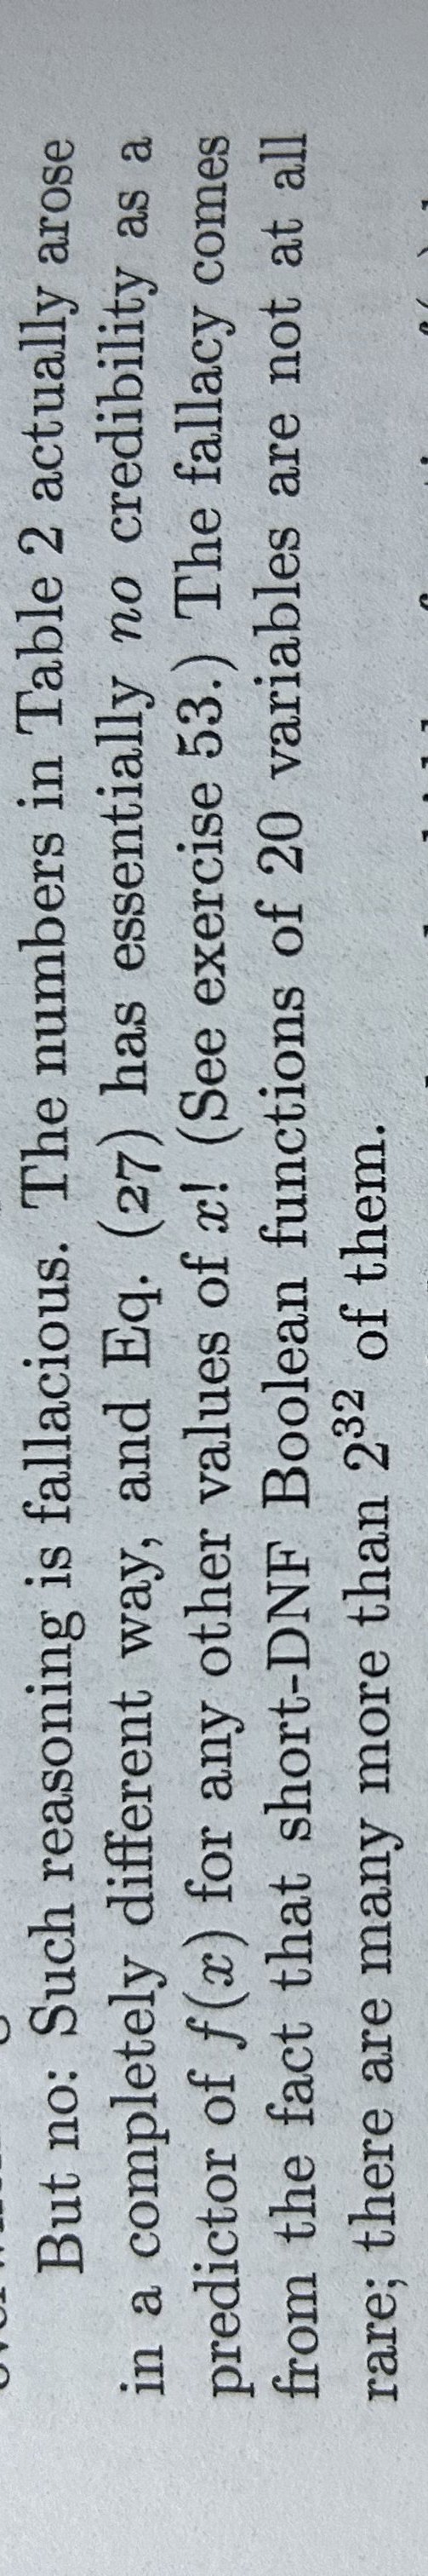 But no: Such reasoning is fallacious. The numbers in Table 2 actually arose
in a completely different way, and Eq. (27) has essentially no credibility as a
predictor of f(x) for any other values of x! (See exercise 53.) The fallacy comes
from the fact that short-DNF Boolean functions of 20 variables are not at all
rare; there are many more than 2³² of them.